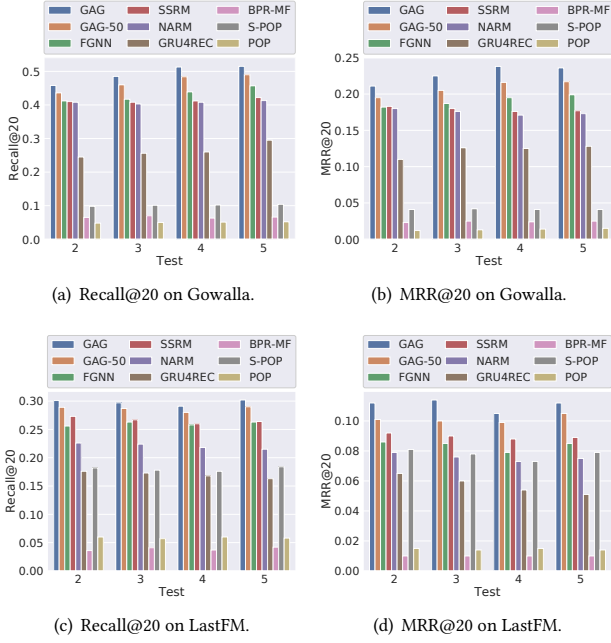 GAG SSRM BPR-MF
GAG-50 NARM S-POP
FGNN GRU4REC POP
0.5
0.4
0.3
0.2
0.1
0.0
Recall@20
2 3 4 5
Test
(a) Recall@20 on Gowalla.
GAG SSRM BPR-MF
GAG-50 NARM S-POP
FGNN GRU4REC POP
0.25
0.20
0.15
0.10
0.05
0.00
MRR@20
2 3 4 5
Test
(b) MRR@20 on Gowalla.
GAG SSRM BPR-MF
GAG-50 NARM S-POP
FGNN GRU4REC POP
0.30
0.25
0.20
0.15
0.10
0.05
0.00
Recall@20
2 3 4 5
Test
(c) Recall@20 on LastFM.
GAG SSRM BPR-MF
GAG-50 NARM S-POP
FGNN GRU4REC POP
0.10
0.08
0.06
0.04
0.02
0.00
MRR@20
2 3 4 5
Test
(d) MRR@20 on LastFM.